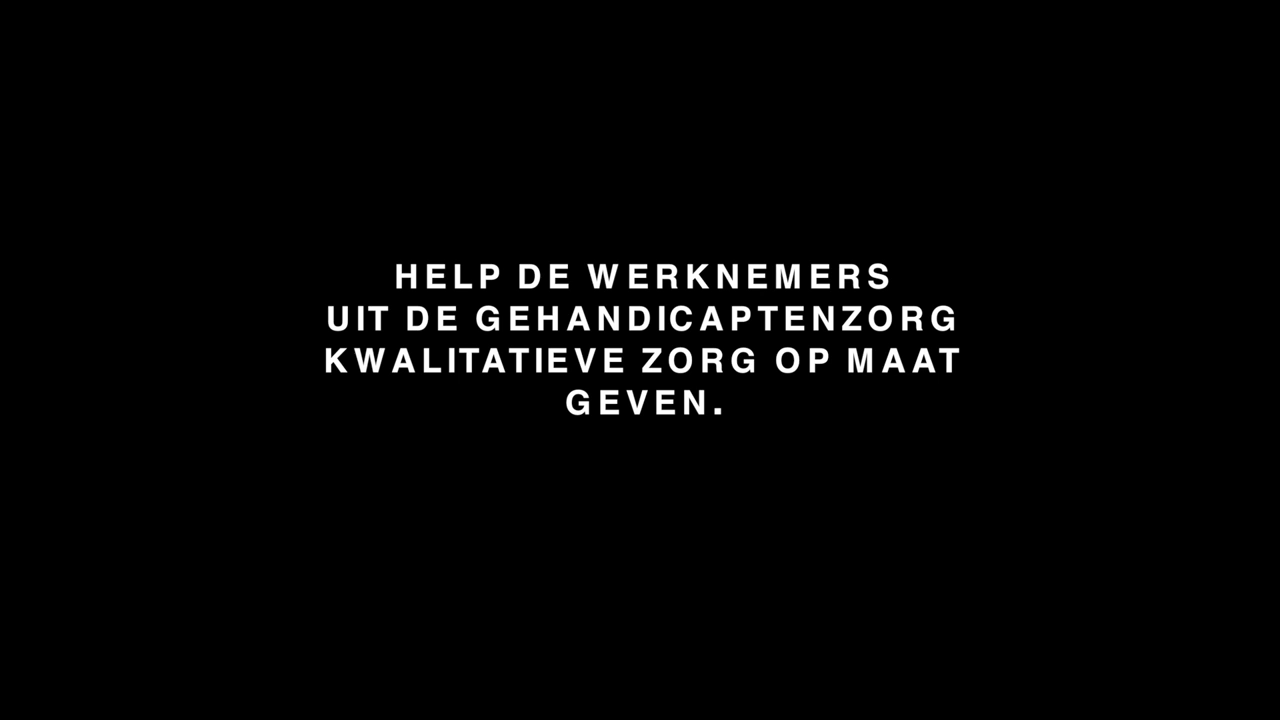 HELP DE WERKNEMERS
UIT DE GEHANDICAPTENZORG
KWALITATIEVE ZORG OP MAAT
GEVEN.